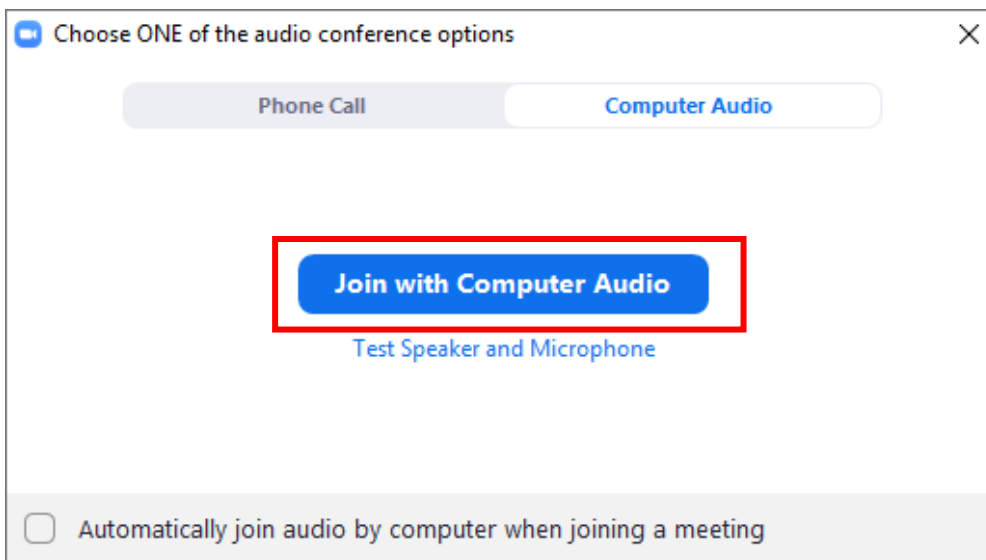 Choose ONE of the audio conference options
Phone Call Computer Audio
Join with Computer Audio
Test Speaker and Microphone
Automatically join audio by computer when joining a meeting